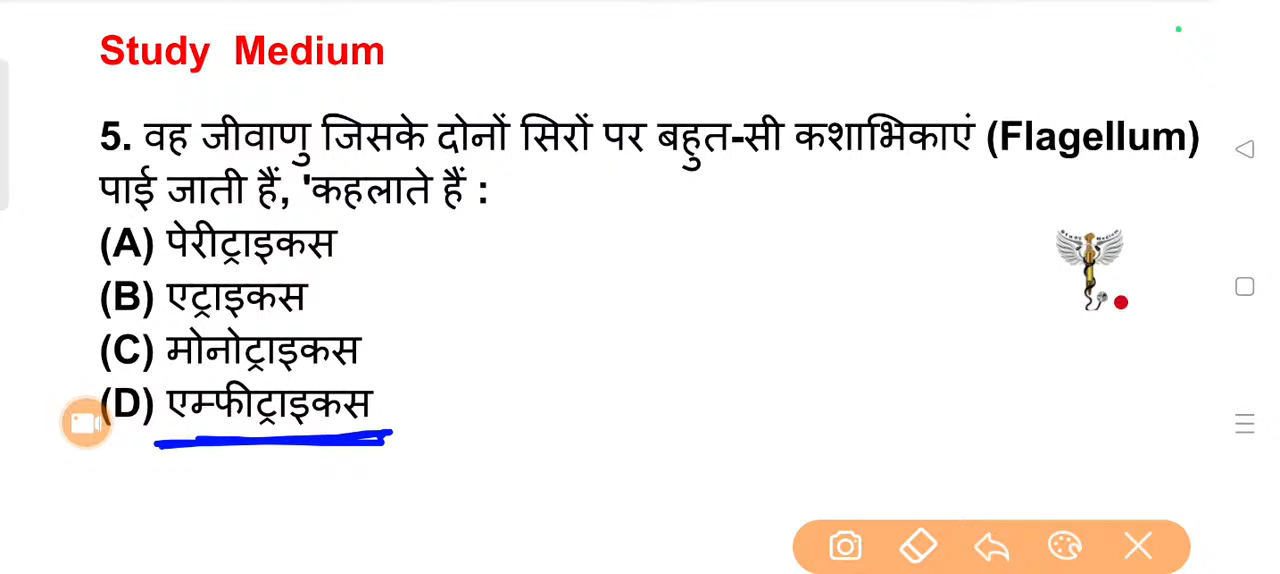 Study Medium
5. वह जीवाणु जिसके दोनों सिरों पर बहुत-सी कशाभिकाएं (Flagellum)
पाई जाती हैं, 'कहलाते हैं :
(A) पेरीट्राइकस
(B) एट्राइकस
(C) मोनोट्राइकस
(D) एम्फीट्राइकस